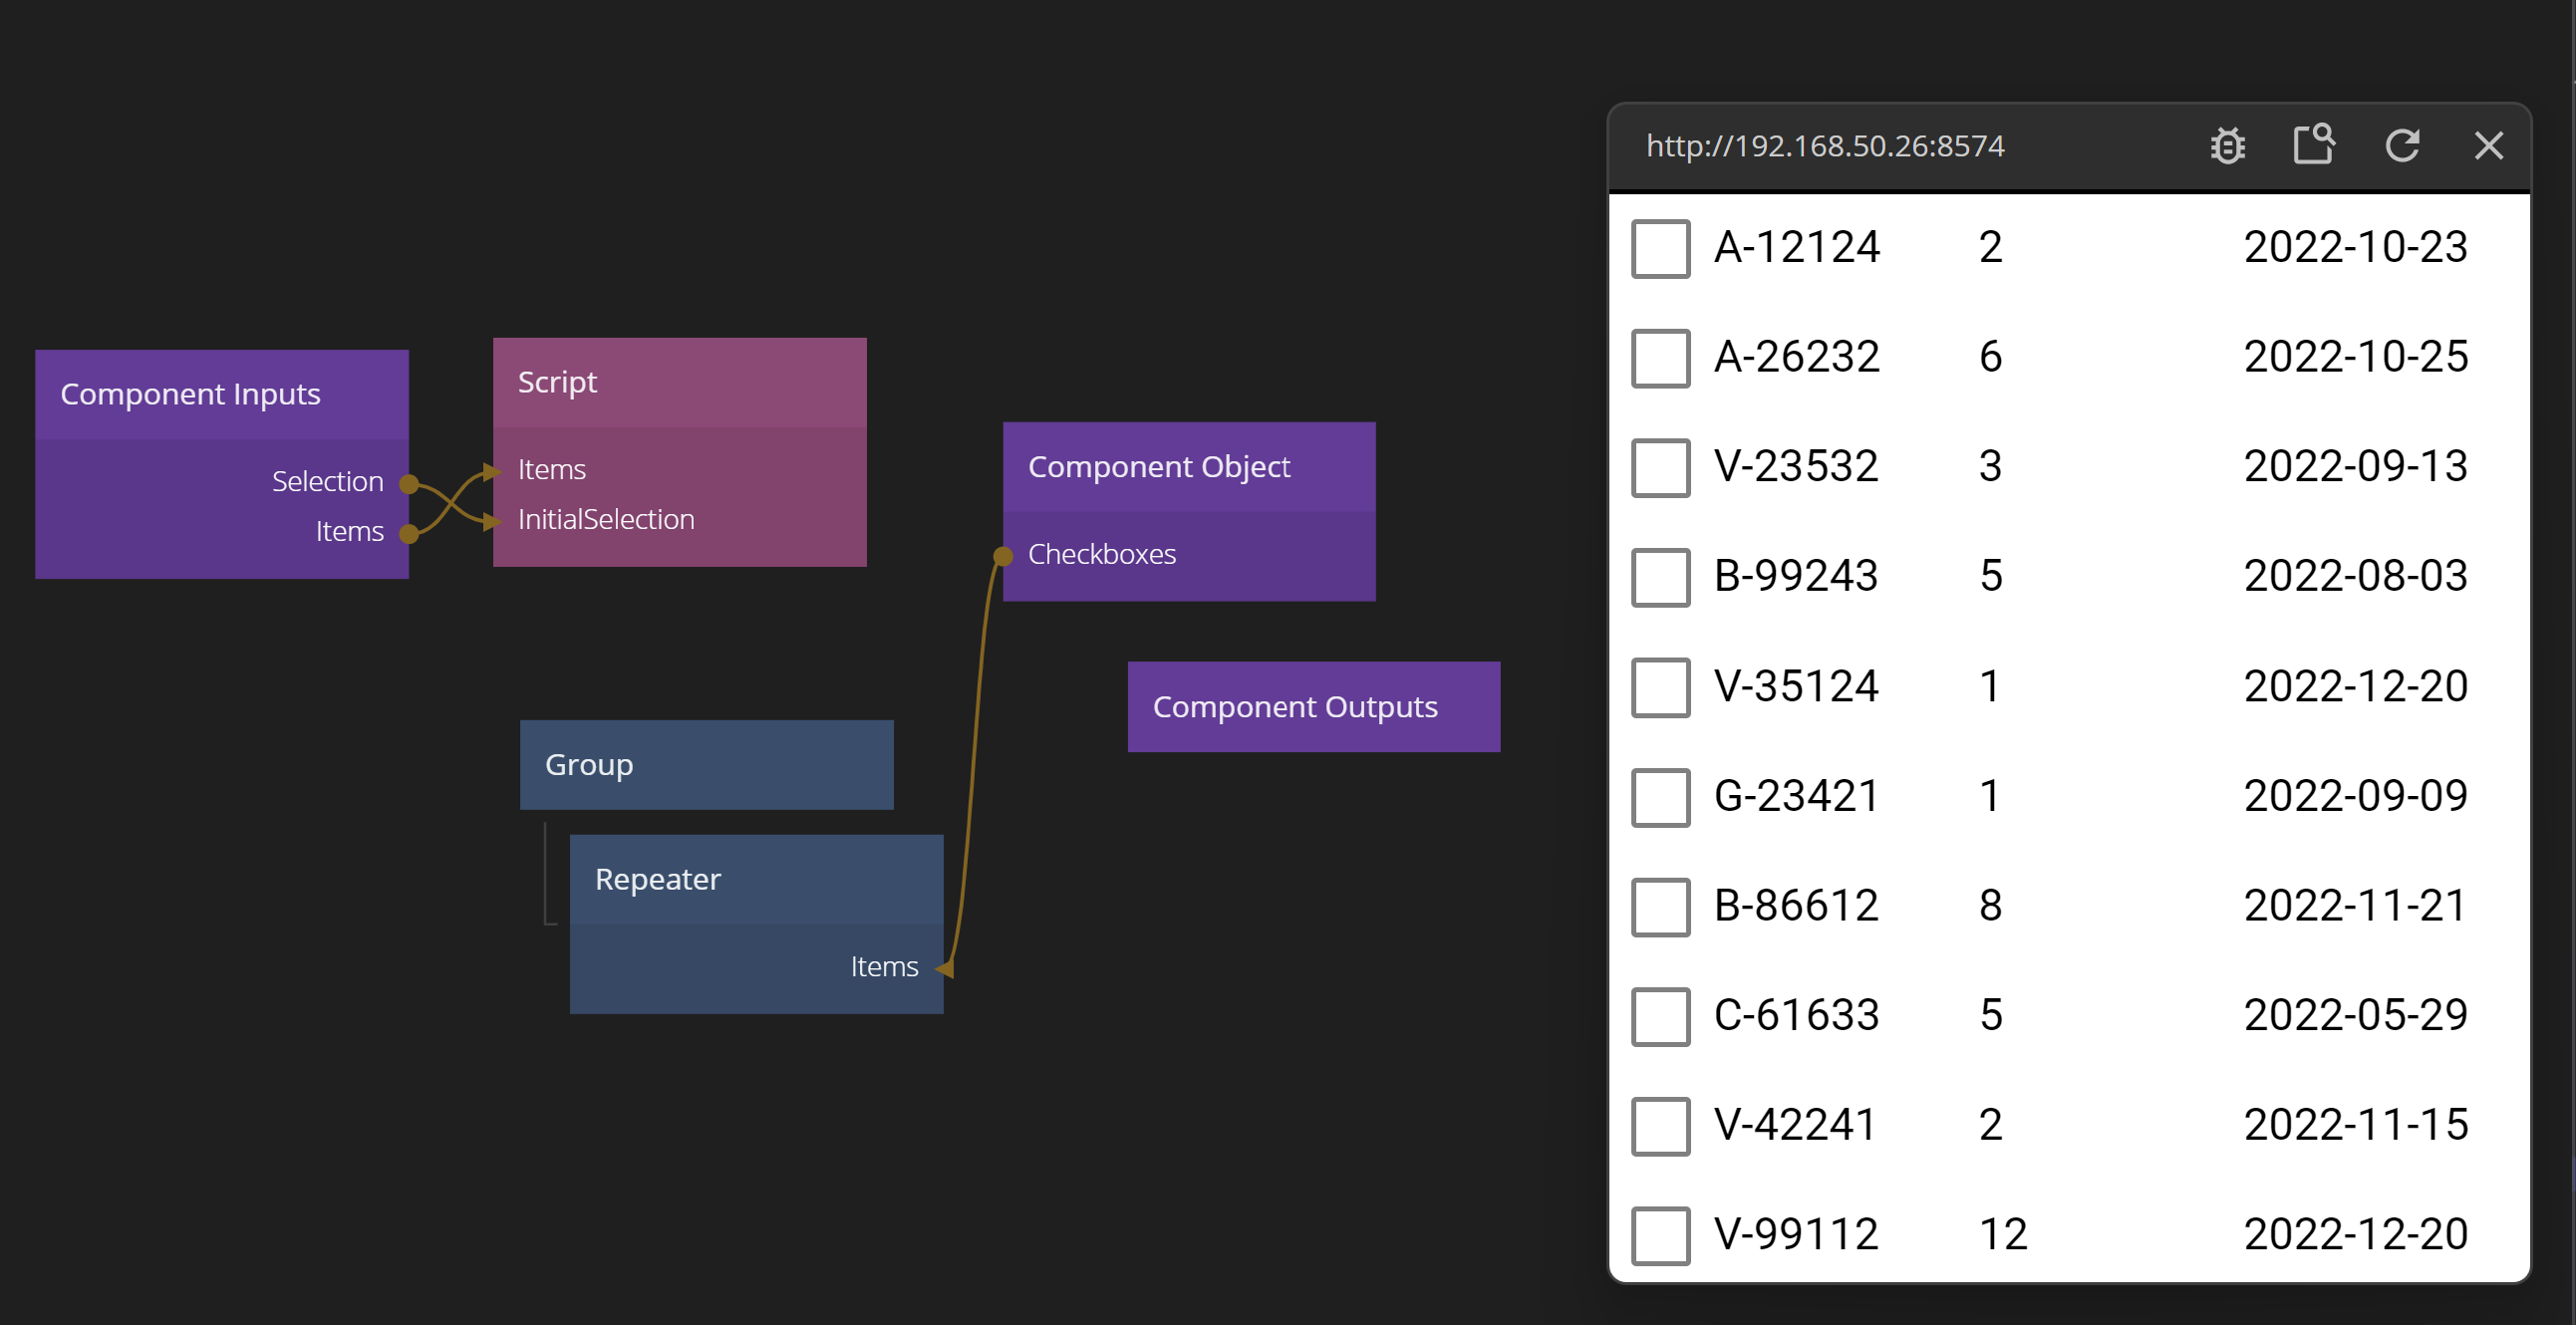 Component Inputs
Selection
Items
Script
Items
InitialSelection
Component Object
Checkboxes
Component Outputs
Group
Repeater
Items
http://192.168.50.26:8574
A-12124 2 2022-10-23
A-26232 6 2022-10-25
V-23532 3 2022-09-13
B-99243 5 2022-08-03
V-35124 1 2022-12-20
G-23421 1 2022-09-09
B-86612 8 2022-11-21
C-61633 5 2022-05-29
V-42241 2 2022-11-15
V-99112 12 2022-12-20